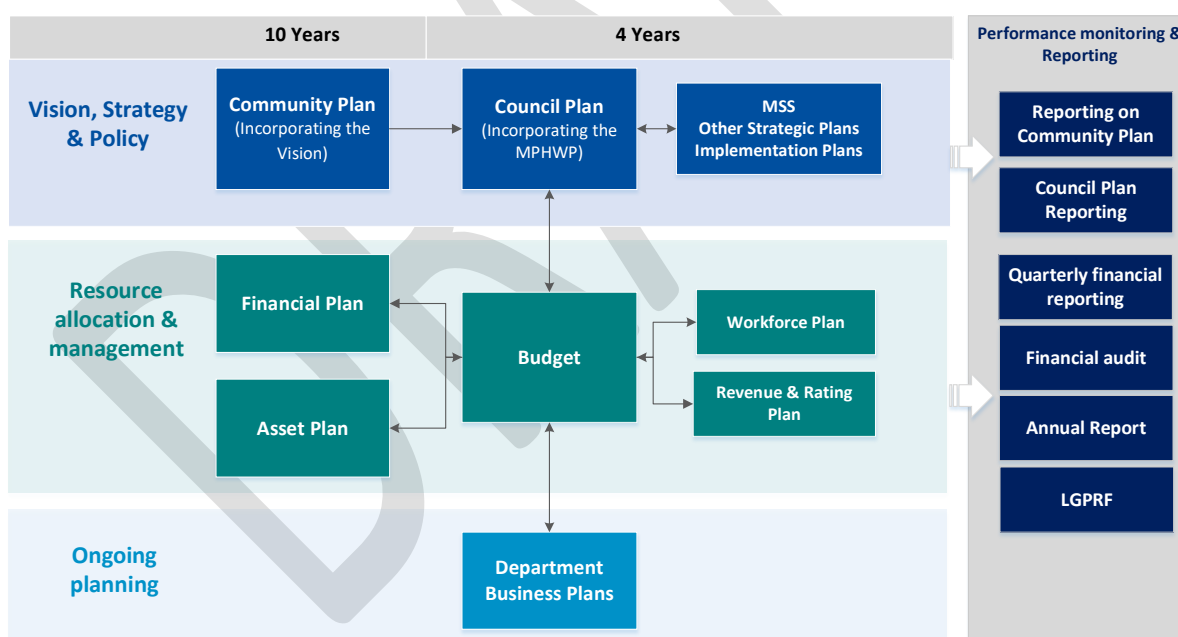 10 Years
4 Years
Performance monitoring &
Reporting
Vision, Strategy
& Policy
Community Plan
(Incorporating the
Vision)
Council Plan
(Incorporating the
MPHWP)
MSS
Other Strategic Plans
Implementation Plans
Reporting on
Community Plan
Council Plan
Reporting
Resource
allocation &
management
Financial Plan
Asset Plan
Budget
Workforce Plan
Revenue & Rating
Plan
Quarterly financial
reporting
Financial audit
Annual Report
LGPRF
Ongoing
planning
Department
Business Plans